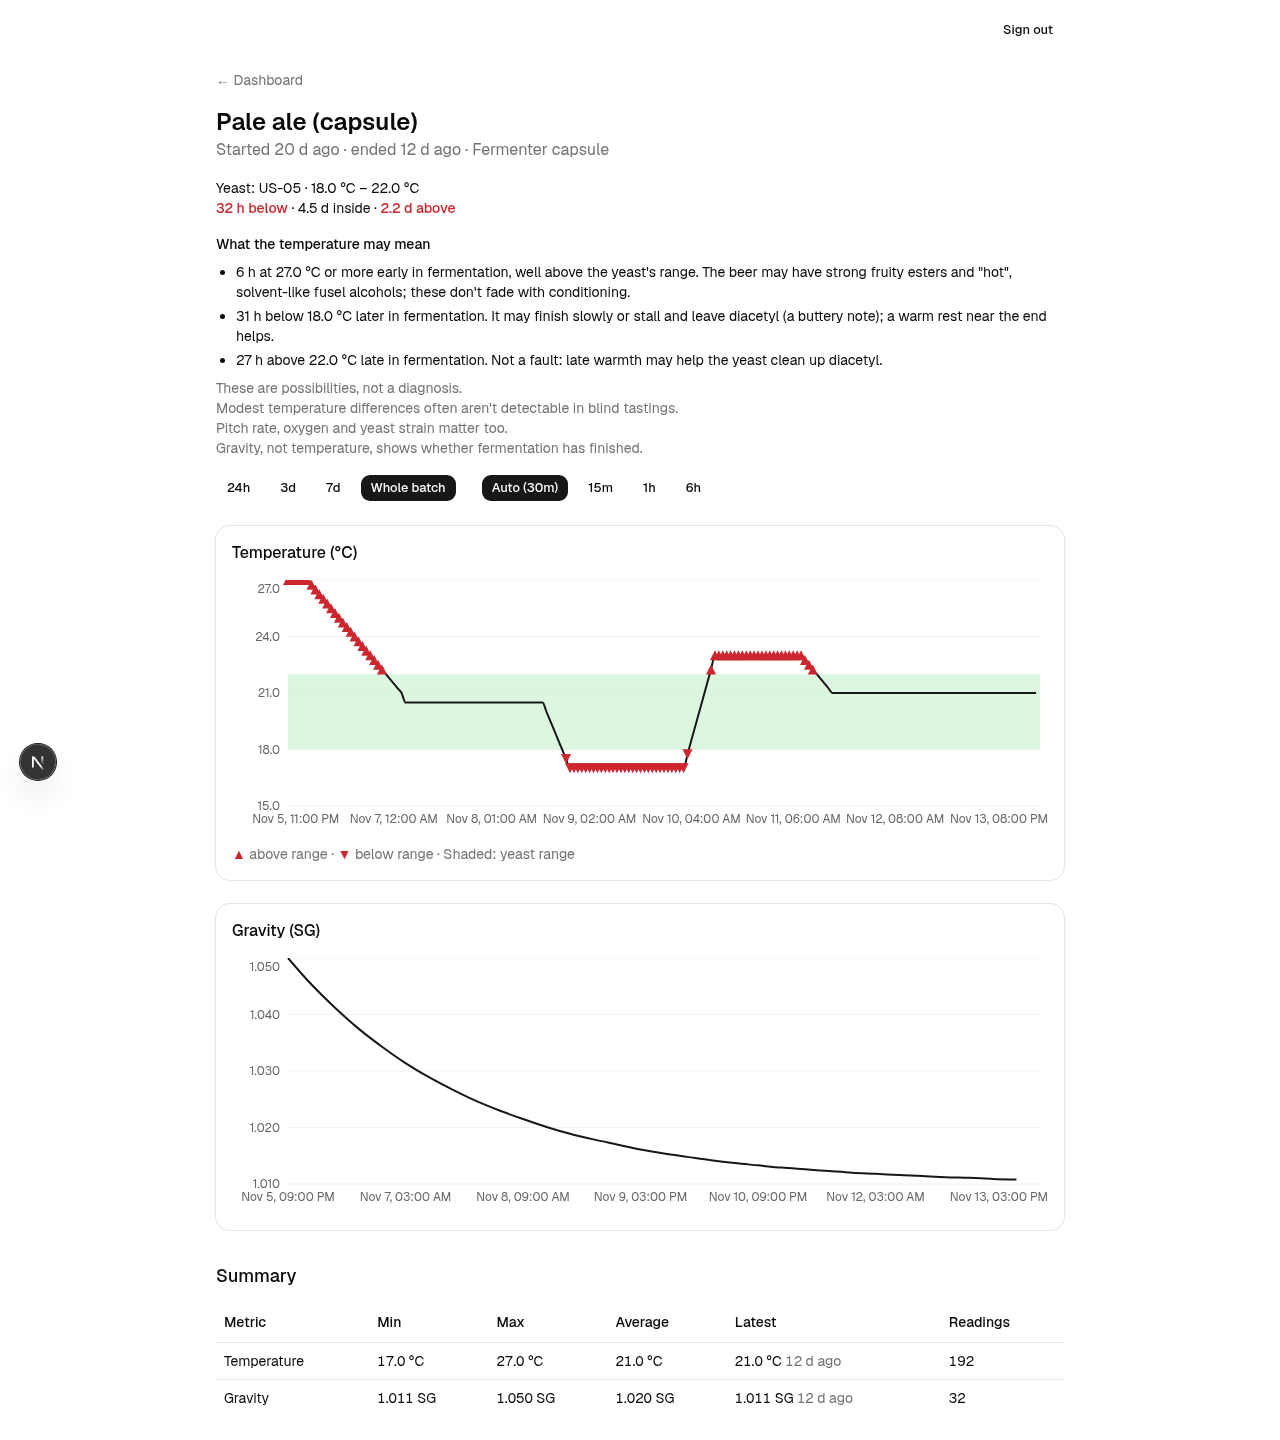 Sign out
← Dashboard
Pale ale (capsule)
Started 20 d ago · ended 12 d ago · Fermenter capsule
Yeast: US-05 · 18.0 °C – 22.0 °C
32 h below · 4.5 d inside · 2.2 d above
What the temperature may mean
• 6 h at 27.0 °C or more early in fermentation, well above the yeast's range. The beer may have strong fruity esters and "hot",
solvent-like fusel alcohols; these don't fade with conditioning.
• 31 h below 18.0 °C later in fermentation. It may finish slowly or stall and leave diacetyl (a buttery note); a warm rest near the end
helps.
• 27 h above 22.0 °C late in fermentation. Not a fault: late warmth may help the yeast clean up diacetyl.
These are possibilities, not a diagnosis.
Modest temperature differences often aren't detectable in blind tastings.
Pitch rate, oxygen and yeast strain matter too.
Gravity, not temperature, shows whether fermentation has finished.
24h 3d 7d Whole batch Auto (30m) 15m 1h 6h
Temperature (°C)
27.0
24.0
21.0
18.0
15.0
Nov 5, 11:00 PM Nov 7, 12:00 AM Nov 8, 01:00 AM Nov 9, 02:00 AM Nov 10, 04:00 AM Nov 11, 06:00 AM Nov 12, 08:00 AM Nov 13, 08:00 PM
▲ above range · ▼ below range · Shaded: yeast range
N
Gravity (SG)
1.050
1.040
1.030
1.020
1.010
Nov 5, 09:00 PM Nov 7, 03:00 AM Nov 8, 09:00 AM Nov 9, 03:00 PM Nov 10, 09:00 PM Nov 12, 03:00 AM Nov 13, 03:00 PM
Summary
Metric Min Max Average Latest Readings
Temperature 17.0 °C 27.0 °C 21.0 °C 21.0 °C 12 d ago 192
Gravity 1.011 SG 1.050 SG 1.020 SG 1.011 SG 12 d ago 32